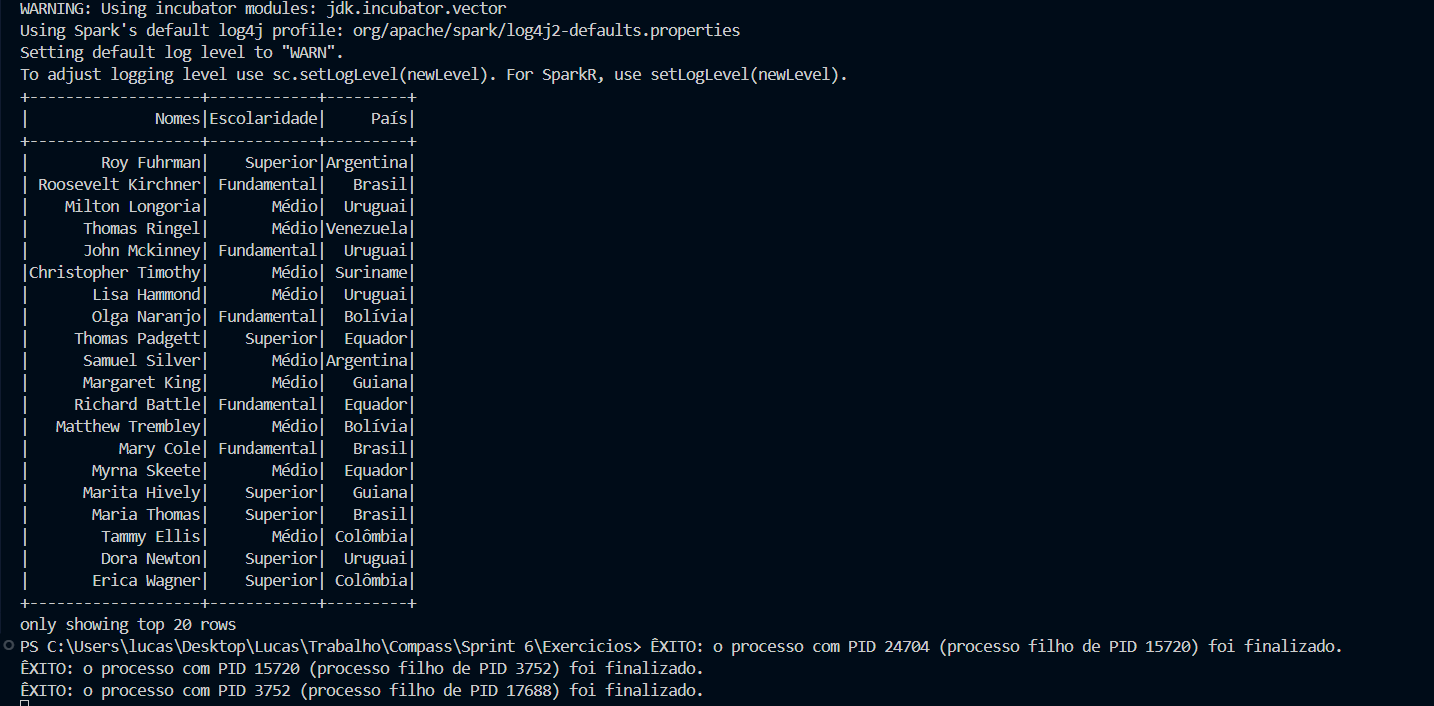 WARNING: Using incubator modules: jdk.incubator.vector
Using Spark's default log4j profile: org/apache/spark/log4j2-defaults.properties
Setting default log level to "WARN".
To adjust logging level use sc.setLogLevel(newLevel). For SparkR, use setLogLevel(newLevel).
+-------------------+------------+---------+
|              Nomes|Escolaridade|     País|
+-------------------+------------+---------+
|        Roy Fuhrman|    Superior|Argentina|
| Roosevelt Kirchner| Fundamental|   Brasil|
|    Milton Longoria|       Médio|  Uruguai|
|      Thomas Ringel|       Médio|Venezuela|
|      John Mckinney| Fundamental|  Uruguai|
|Christopher Timothy|       Médio| Suriname|
|       Lisa Hammond|       Médio|  Uruguai|
|       Olga Naranjo| Fundamental|  Bolívia|
|     Thomas Padgett|    Superior|  Equador|
|      Samuel Silver|       Médio|Argentina|
|      Margaret King|       Médio|   Guiana|
|     Richard Battle| Fundamental|  Equador|
|   Matthew Trembley|       Médio|  Bolívia|
|          Mary Cole| Fundamental|   Brasil|
|       Myrna Skeete|       Médio|  Equador|
|      Marita Hively|    Superior|   Guiana|
|       Maria Thomas|    Superior|   Brasil|
|        Tammy Ellis|       Médio| Colômbia|
|        Dora Newton|    Superior|  Uruguai|
|       Erica Wagner|    Superior| Colômbia|
+-------------------+------------+---------+
only showing top 20 rows
PS C:\Users\lucas\Desktop\Lucas\Trabalho\Compass\Sprint 6\Exercicios> ÊXITO: o processo com PID 24704 (processo filho de PID 15720) foi finalizado.
ÊXITO: o processo com PID 15720 (processo filho de PID 3752) foi finalizado.
ÊXITO: o processo com PID 3752 (processo filho de PID 17688) foi finalizado.